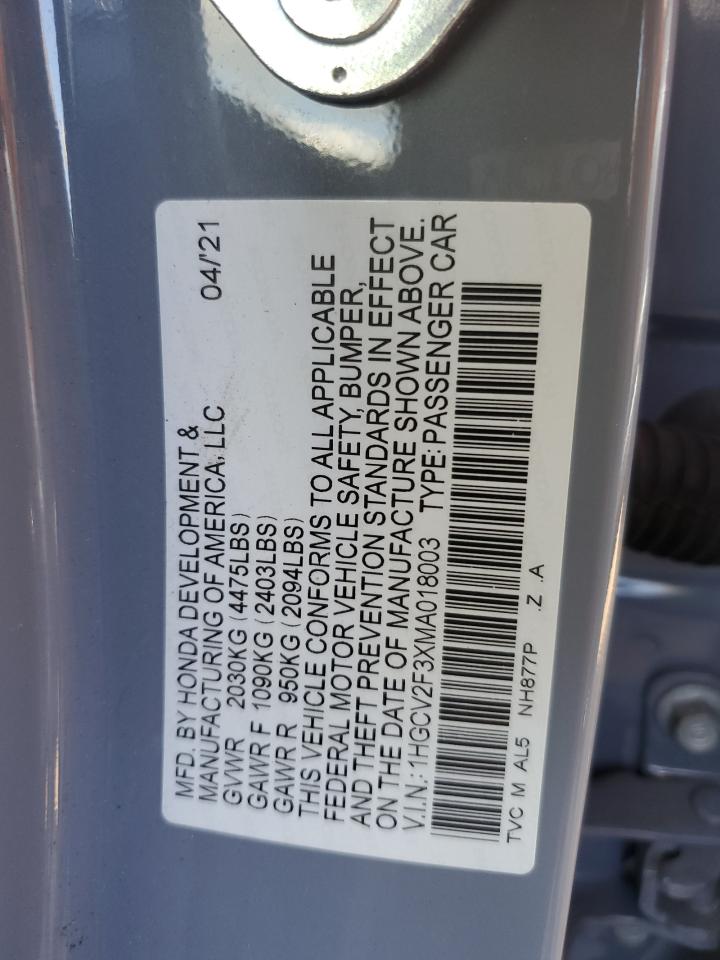 MFD. BY HONDA DEVELOPMENT &
MANUFACTURING OF AMERICA, LLC 04/'21
GVWR 2030KG (4475LBS)
GAWR F 1090KG (2403LBS)
GAWR R 950KG (2094LBS)
THIS VEHICLE CONFORMS TO ALL APPLICABLE
FEDERAL MOTOR VEHICLE SAFETY, BUMPER,
AND THEFT PREVENTION STANDARDS IN EFFECT
ON THE DATE OF MANUFACTURE SHOWN ABOVE.
V.I.N.: 1HGCV2F3XMA018003 TYPE: PASSENGER CAR
TVC M AL5 NH877P .Z .A